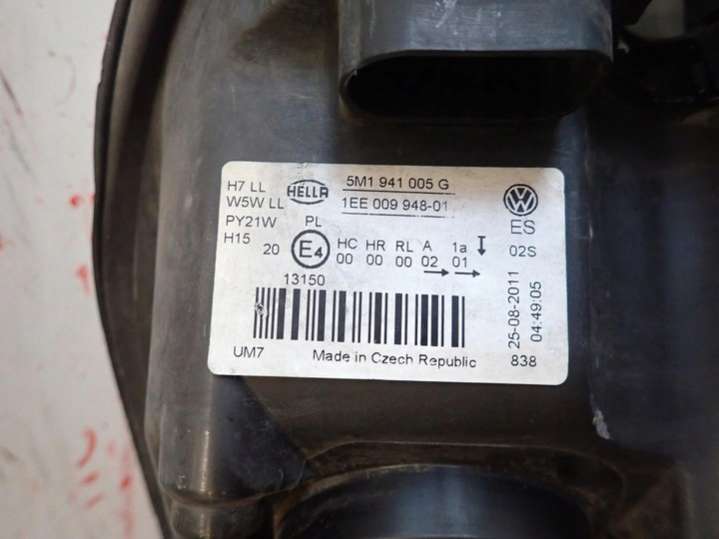 H7 LL HELLA 5M1 941 005 G
W5W LL 1EE 009 948-01
PY21W PL ES
H15 20 E4 HC HR RL A 1a 02S
00 00 00 02 01
13150
25-08-2011
04:49:05
UM7 Made in Czech Republic 838